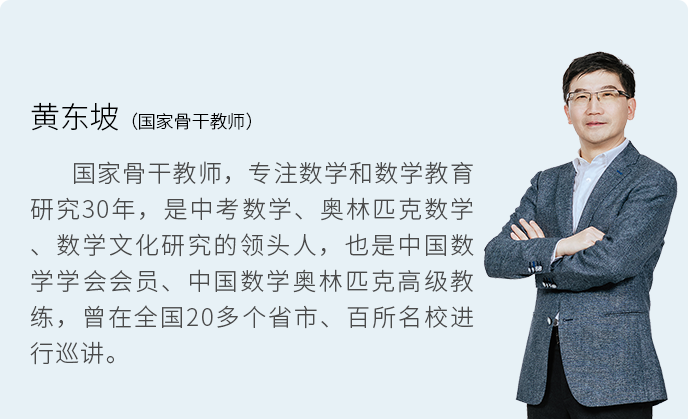 黄东坡（国家骨干教师）
国家骨干教师，专注数学和数学教育
研究30年，是中考数学、奥林匹克数学
、数学文化研究的领头人，也是中国数
学学会会员、中国数学奥林匹克高级教
练，曾在全国20多个省市、百所名校进
行巡讲。